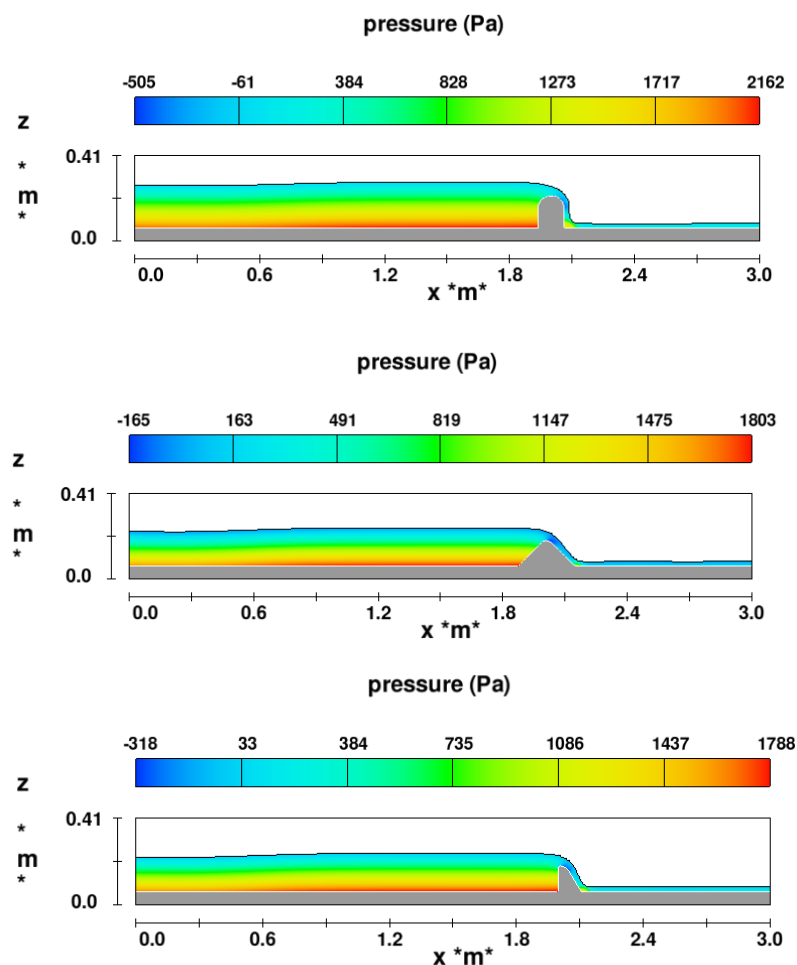 pressure (Pa)
-505 -61 384 828 1273 1717 2162
z
*
m
*
0.41
0.0
0.0 0.6 1.2 1.8 2.4 3.0
x *m*
pressure (Pa)
-165 163 491 819 1147 1475 1803
z
*
m
*
0.41
0.0
0.0 0.6 1.2 1.8 2.4 3.0
x *m*
pressure (Pa)
-318 33 384 735 1086 1437 1788
z
*
m
*
0.41
0.0
0.0 0.6 1.2 1.8 2.4 3.0
x *m*